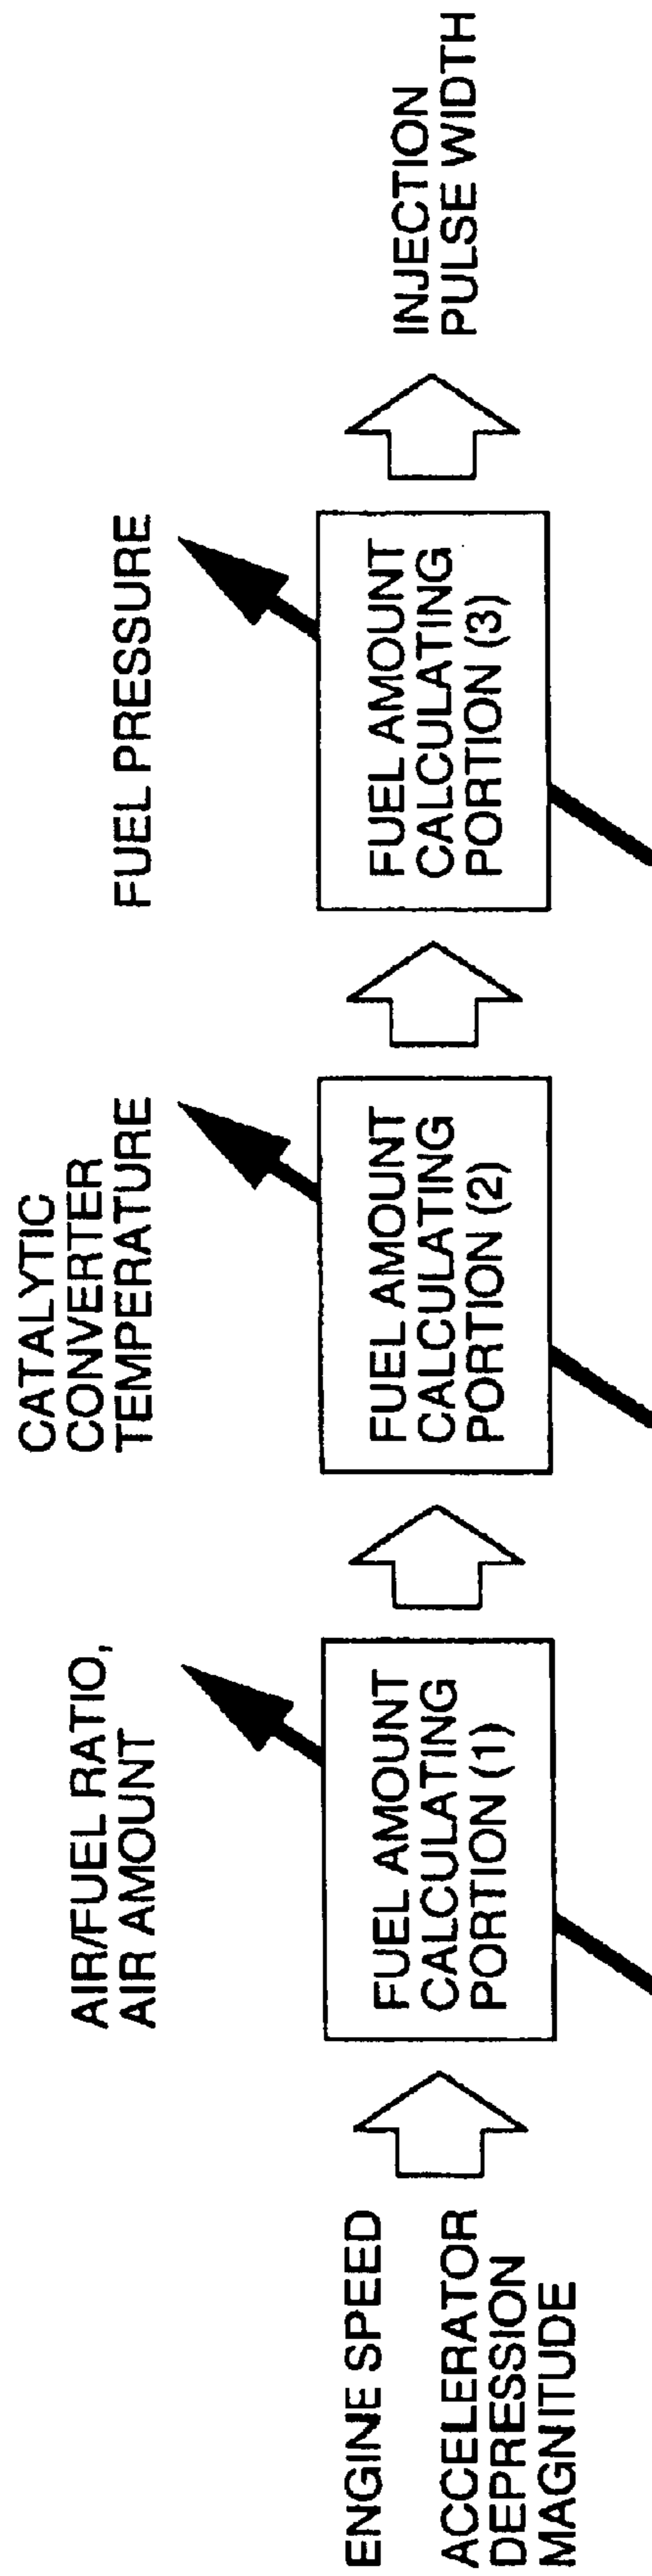 ENGINE SPEED
ACCELERATOR
DEPRESSION
MAGNITUDE
AIR/FUEL RATIO,
AIR AMOUNT
FUEL AMOUNT
CALCULATING
PORTION (1)
CATALYTIC
CONVERTER
TEMPERATURE
FUEL AMOUNT
CALCULATING
PORTION (2)
FUEL PRESSURE
FUEL AMOUNT
CALCULATING
PORTION (3)
INJECTION
PULSE WIDTH